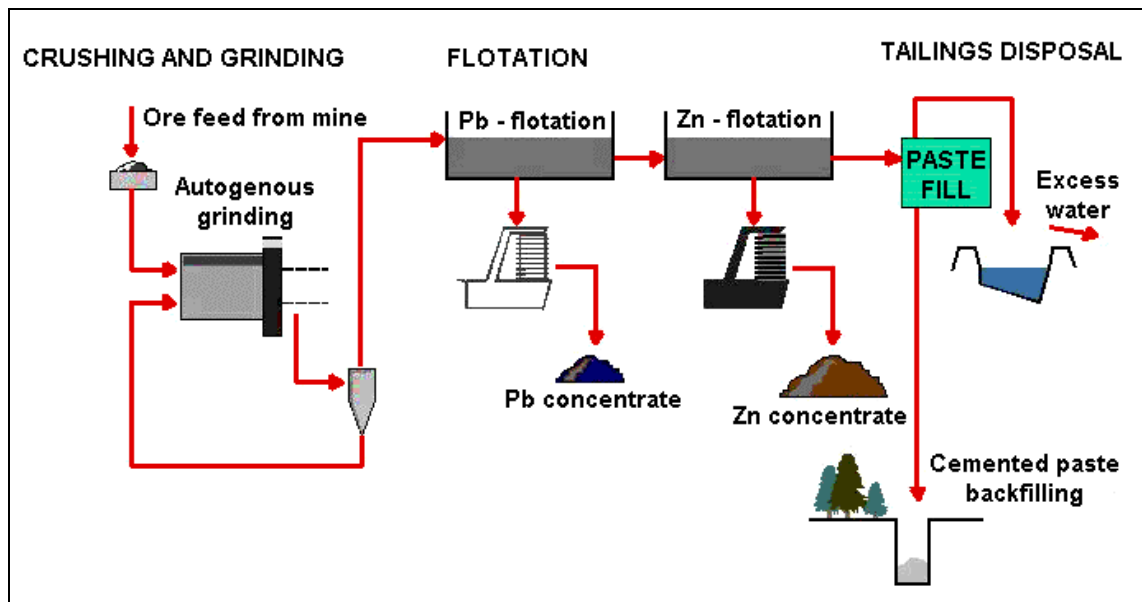 CRUSHING AND GRINDING
FLOTATION
TAILINGS DISPOSAL
Ore feed from mine
Pb - flotation
Zn - flotation
PASTE
FILL
Autogenous
grinding
Excess
water
Pb concentrate
Zn concentrate
Cemented paste
backfilling